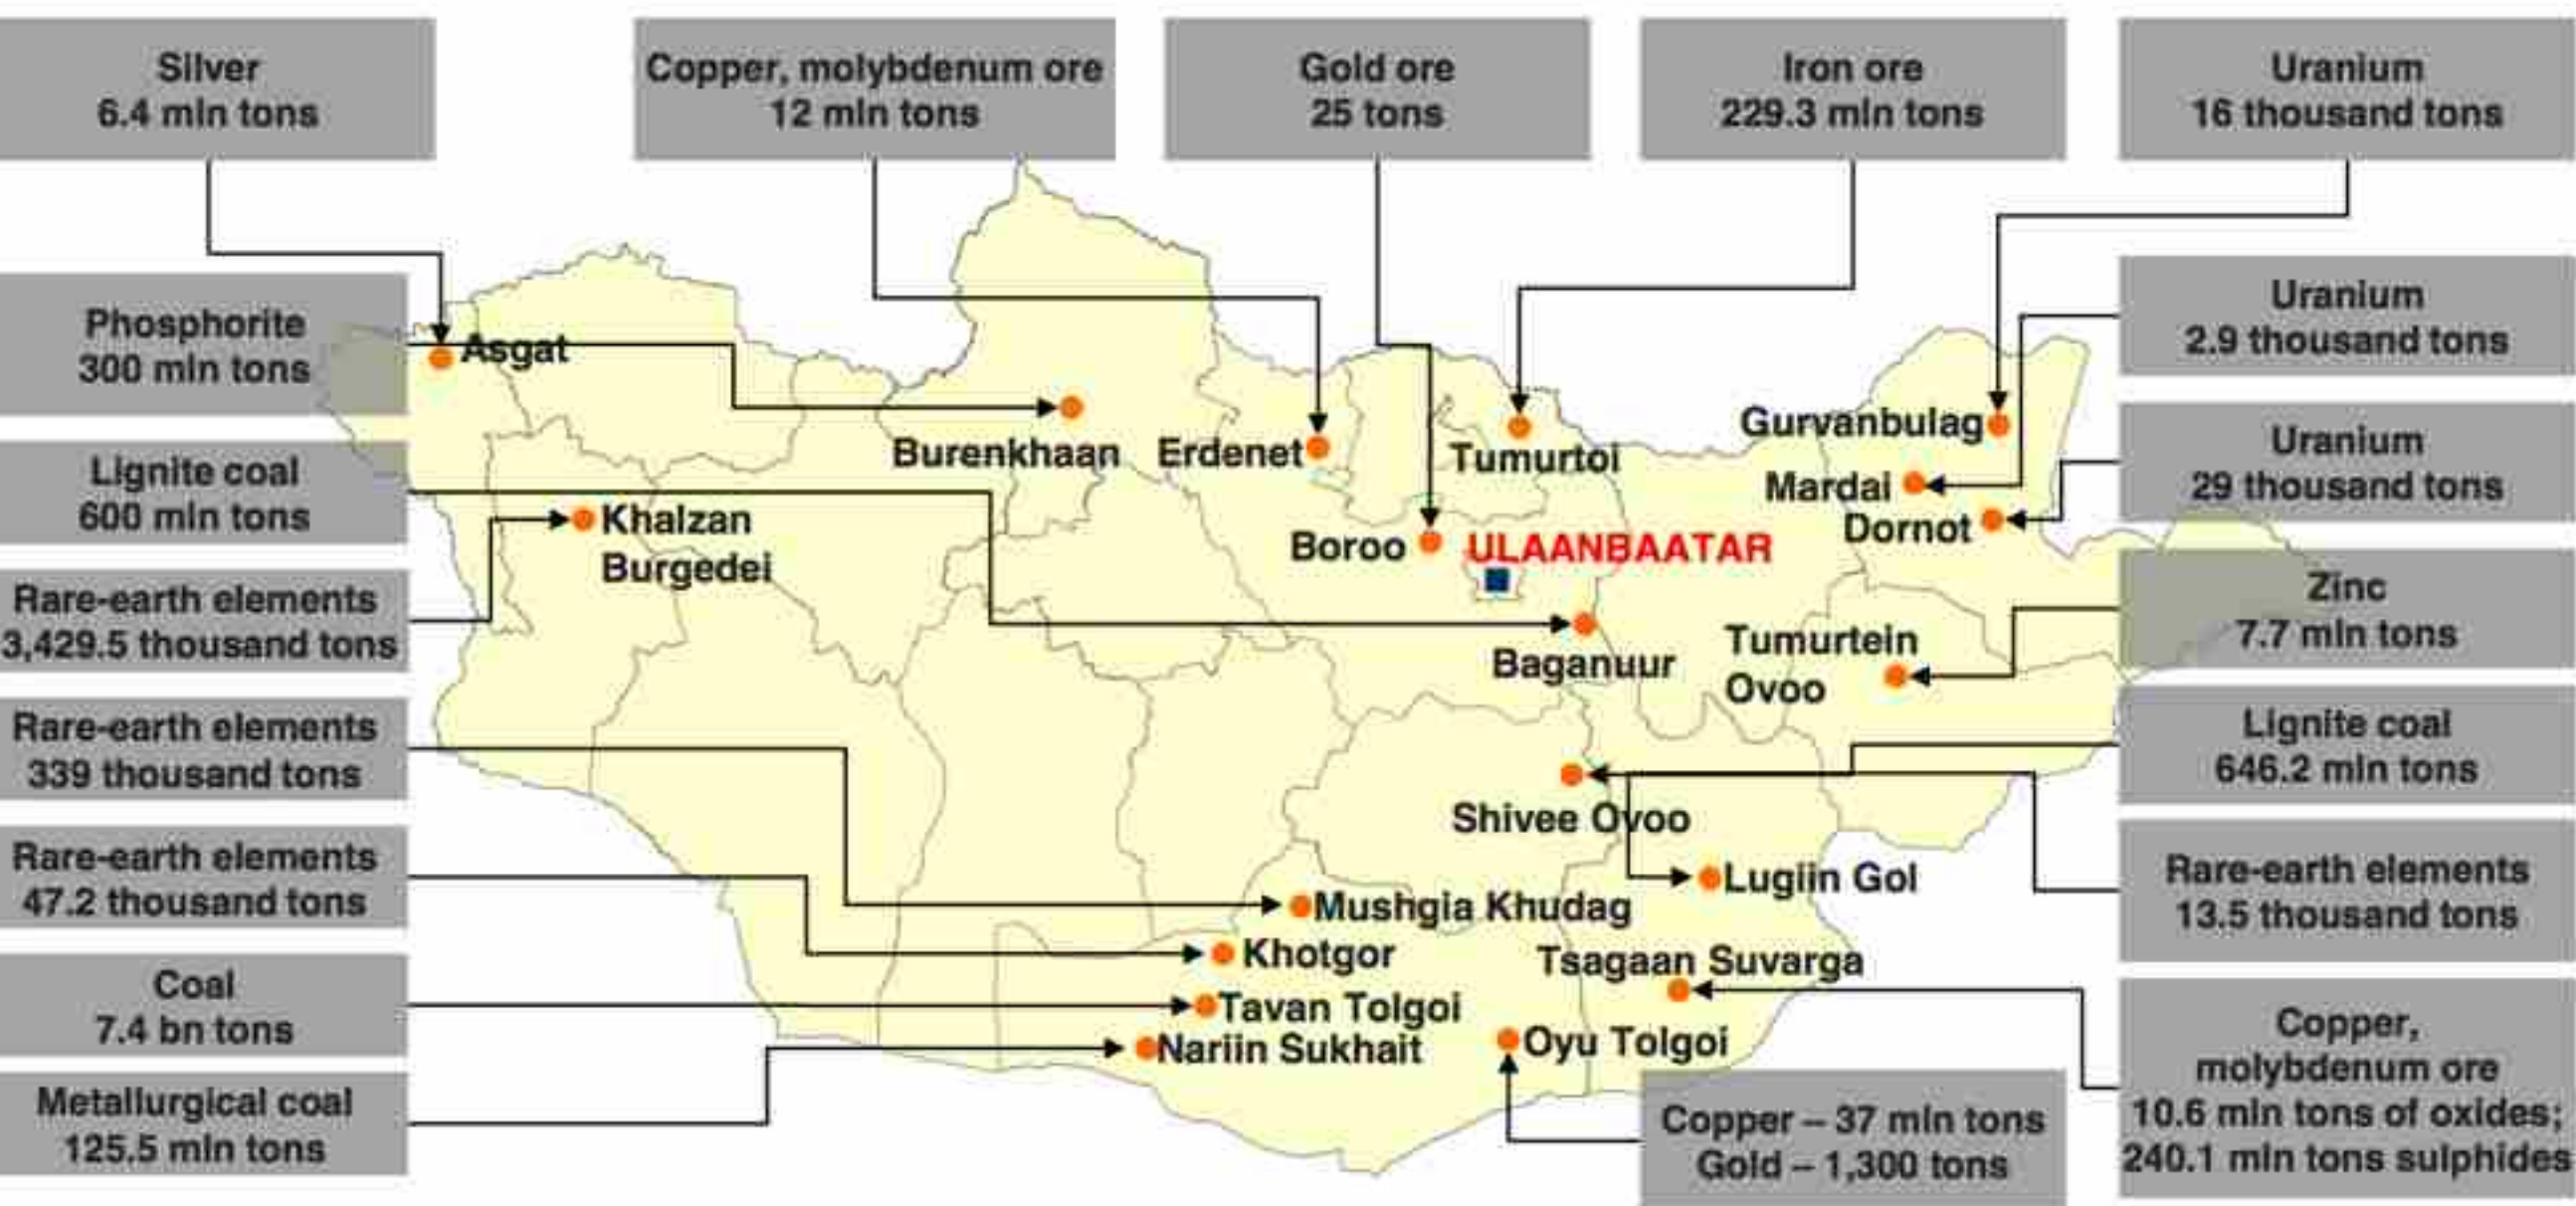 Silver
6.4 mln tons
Copper, molybdenum ore
12 mln tons
Gold ore
25 tons
Iron ore
229.3 mln tons
Uranium
16 thousand tons
Phosphorite
300 mln tons
Lignite coal
600 mln tons
Rare-earth elements
3,429.5 thousand tons
Rare-earth elements
339 thousand tons
Rare-earth elements
47.2 thousand tons
Coal
7.4 bn tons
Metallurgical coal
125.5 mln tons
Asgat
Burenkhaan
Erdenet
Tumurtoi
Gurvanbulag
Mardai
Dornot
Khalzan
Burgedei
Boroo
ULAANBAATAR
Baganuur
Tumurtein
Ovoo
Shivee Ovoo
Lugiin Gol
Mushgia Khudag
Khotgor
Tsagaan Suvarga
Tavan Tolgoi
Nariin Sukhait
Oyu Tolgoi
Uranium
2.9 thousand tons
Uranium
29 thousand tons
Zinc
7.7 mln tons
Lignite coal
646.2 mln tons
Rare-earth elements
13.5 thousand tons
Copper,
molybdenum ore
10.6 mln tons of oxides;
240.1 mln tons sulphides
Copper – 37 mln tons
Gold – 1,300 tons